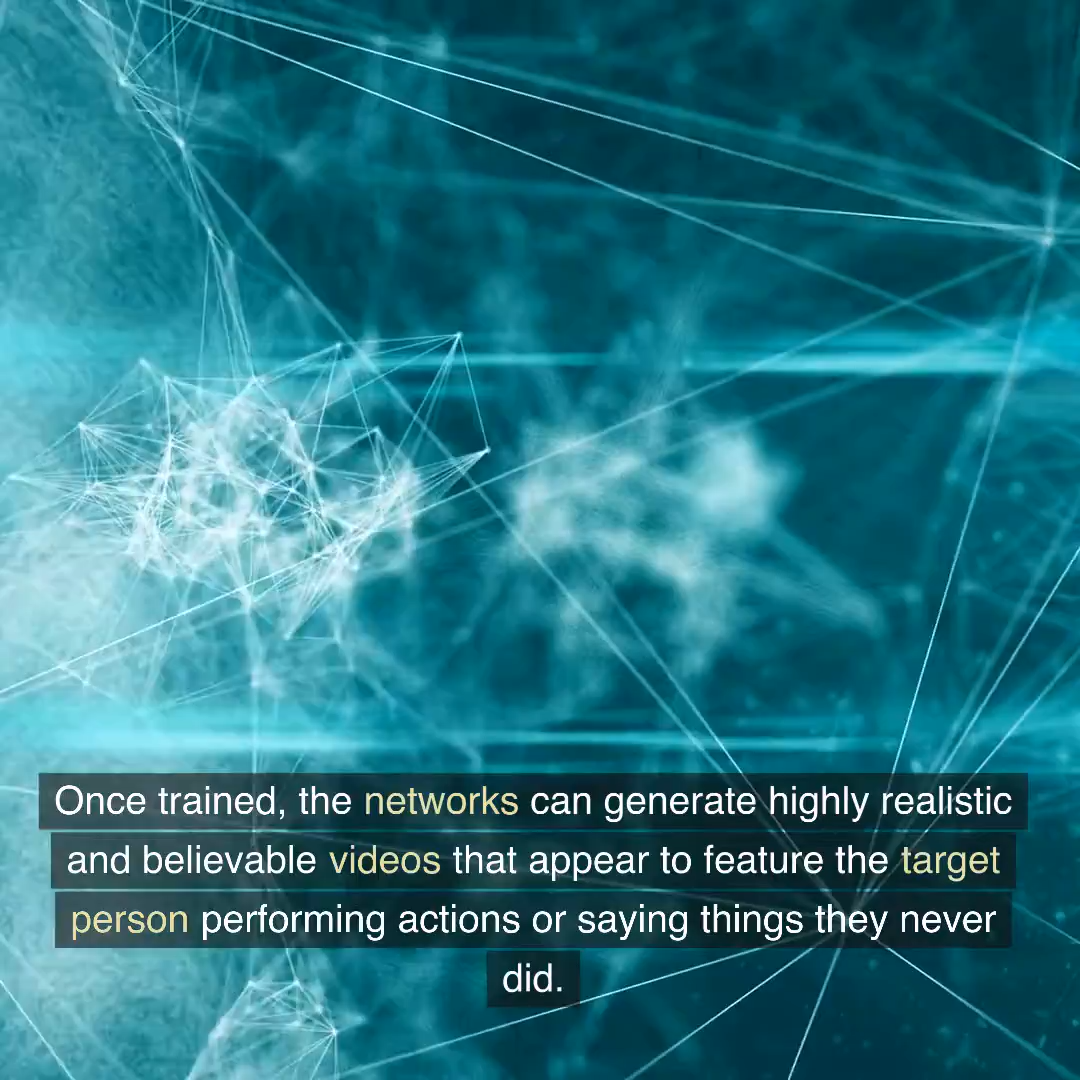 Once trained, the networks can generate highly realistic
and believable videos that appear to feature the target
person performing actions or saying things they never
did.